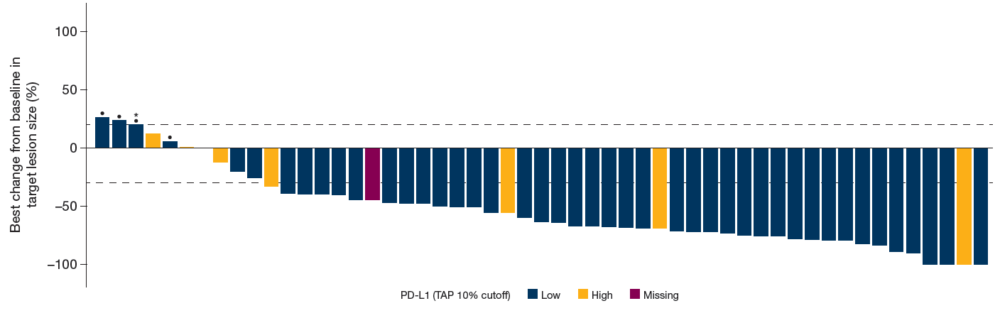 Best change from baseline in
target lesion size (%)
100
50
0
−50
−100
*
PD-L1 (TAP 10% cutoff) Low High Missing